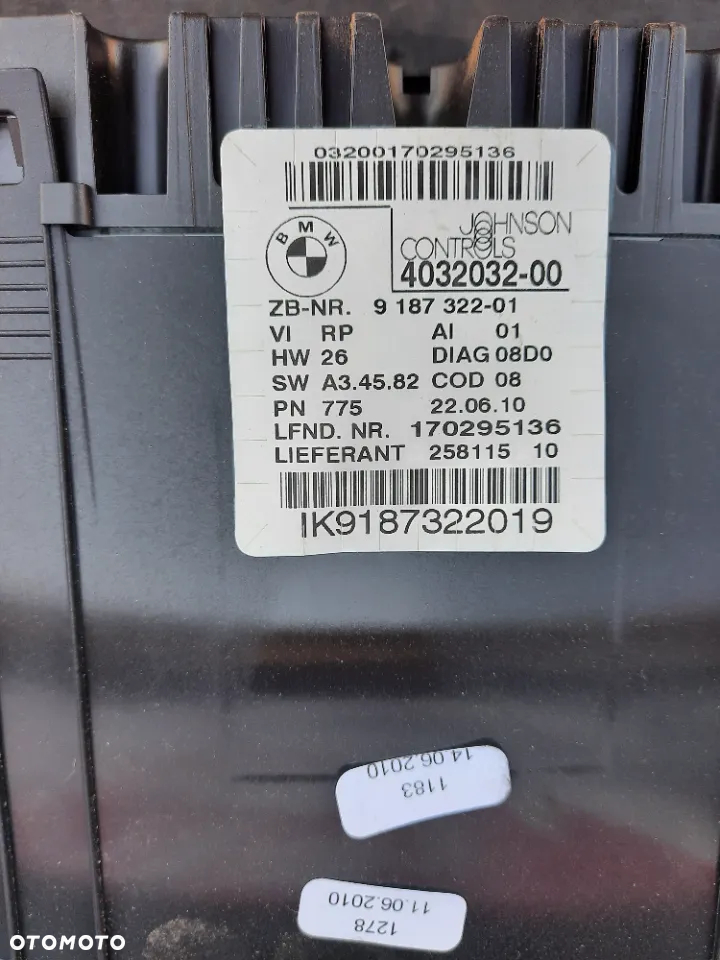 03200170295136
BMW
JOHNSON
CONTROLS
4032032-00
ZB-NR. 9 187 322-01
VI RP AI 01
HW 26 DIAG 08D0
SW A3.45.82 COD 08
PN 775 22.06.10
LFND. NR. 170295136
LIEFERANT 258115 10
IK9187322019
1183
14.06.2010
1278
11.06.2010
OTOMOTO